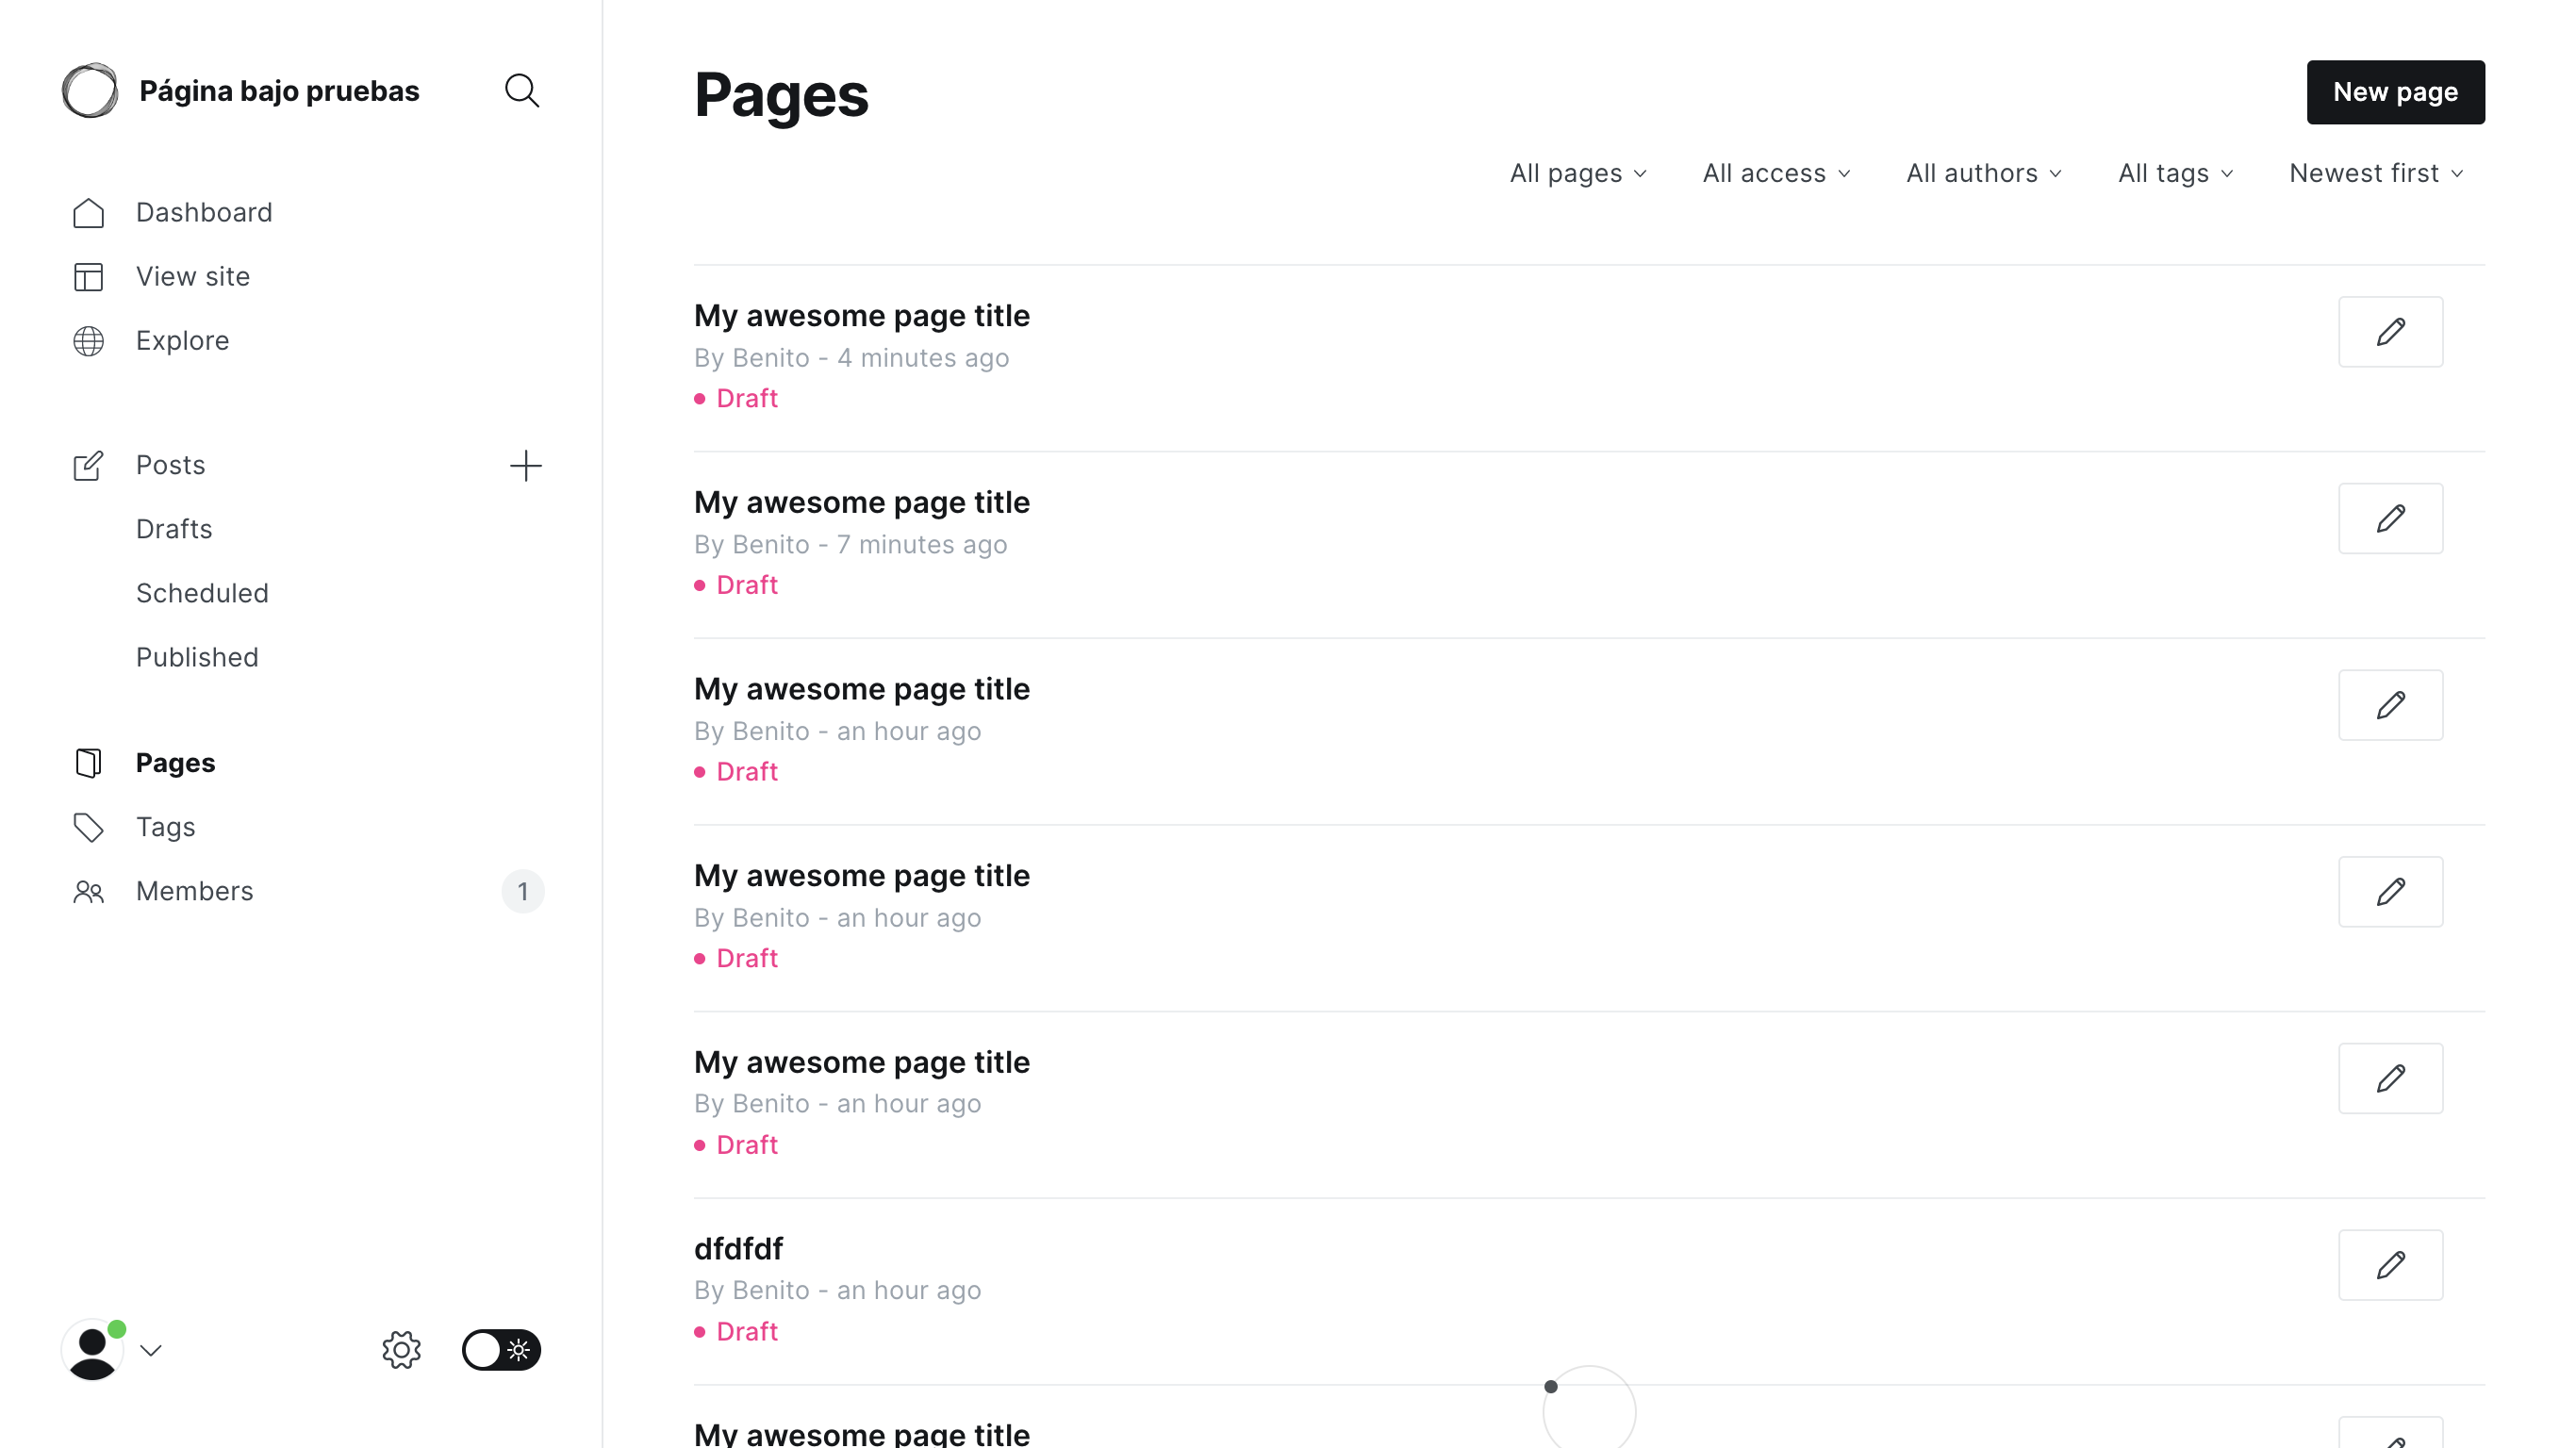 Página bajo pruebas
Dashboard
View site
Explore
Posts
Drafts
Scheduled
Published
Pages
Tags
Members
1
Pages
New page
All pages
All access
All authors
All tags
Newest first
My awesome page title
By Benito - 4 minutes ago
Draft
My awesome page title
By Benito - 7 minutes ago
Draft
My awesome page title
By Benito - an hour ago
Draft
My awesome page title
By Benito - an hour ago
Draft
My awesome page title
By Benito - an hour ago
Draft
dfdfdf
By Benito - an hour ago
Draft
My awesome page title